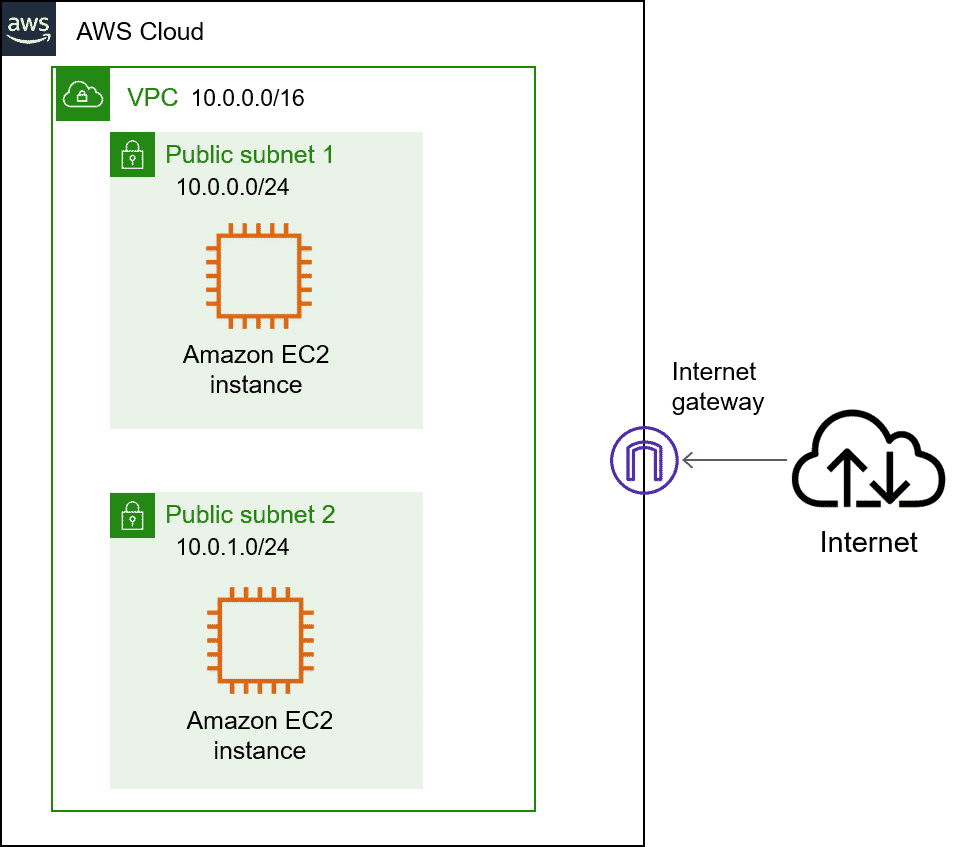 aws
AWS Cloud
VPC 10.0.0.0/16
Public subnet 1
10.0.0.0/24
Amazon EC2
instance
Internet
gateway
Internet
Public subnet 2
10.0.1.0/24
Amazon EC2
instance